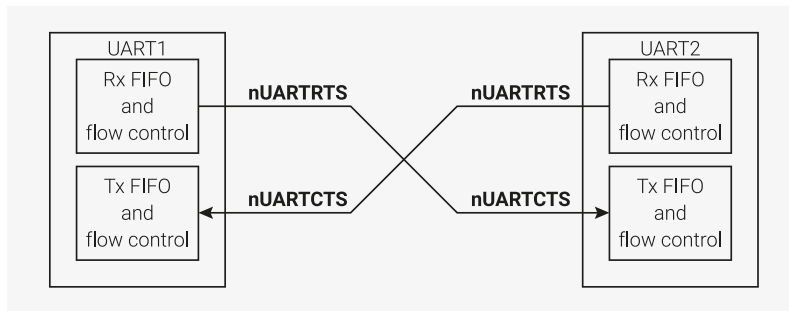 UART1
Rx FIFO
and
flow control
Tx FIFO
and
flow control
nUARTRTS
nUARTRTS
nUARTCTS
nUARTCTS
UART2
Rx FIFO
and
flow control
Tx FIFO
and
flow control